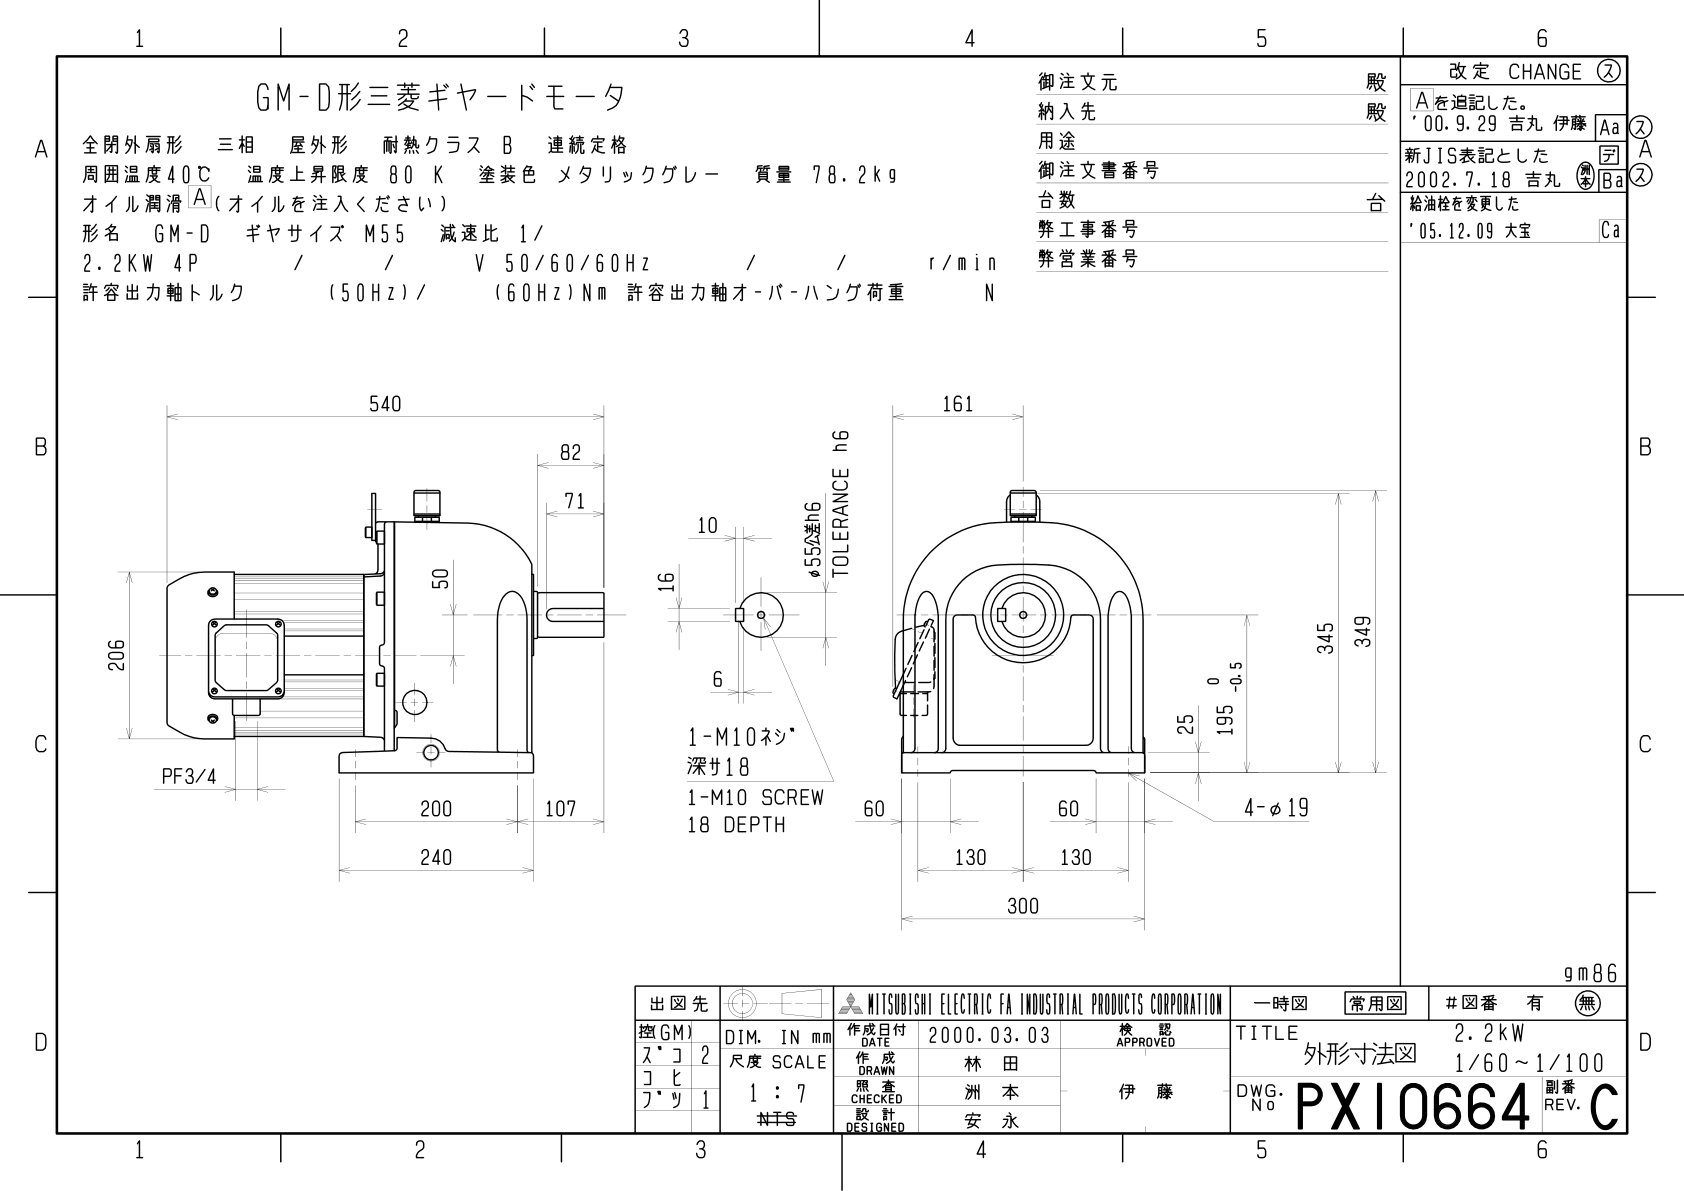 1 2 3 4 5 6
GM-D形三菱ギヤードモータ
全閉外扇形 三相 屋外形 耐熱クラス B 連続定格
周囲温度40℃ 温度上昇限度 80 K 塗装色 メタリックグレー 質量 78.2kg
オイル潤滑 A (オイルを注入ください)
形名 GM-D ギヤサイズ M55 減速比 1/
2.2KW 4P / / V 50/60/60Hz / / r/min
許容出力軸トルク (50Hz)/ (60Hz)Nm 許容出力軸オーバーハング荷重 N
御注文元 殿
納入先 殿
用途
御注文書番号
台数 台
弊工事番号
弊営業番号
改定 CHANGE ス
Aを追記した。
'00.9.29 吉丸 伊藤 Aa ス
新JIS表記とした デ
2002.7.18 吉丸 洲本 Ba ス
給油栓を変更した
'05.12.09 大宝 Ca
A
B
C
D
A
B
C
D
540
82
71
50
206
PF3/4
200
107
240
10
16
6
φ55公差h6
TOLERANCE h6
1-M10ネジ
深サ18
1-M10 SCREW
18 DEPTH
161
345
349
0
195 -0.5
25
60
60
4-φ19
130
130
300
gm86
出図先
控(GM)
ズコ 2
コヒ
ブツ 1
DIM. IN mm
尺度 SCALE
1 : 7
NTS
MITSUBISHI ELECTRIC FA INDUSTRIAL PRODUCTS CORPORATION
作成日付 DATE 2000.03.03
作成 DRAWN 林田
照査 CHECKED 洲本
設計 DESIGNED 安永
検認 APPROVED
伊藤
一時図 常用図 #図番 有 無
TITLE 外形寸法図
2.2kW
1/60~1/100
DWG. No PX10664
副番 REV. C
1 2 3 4 5 6